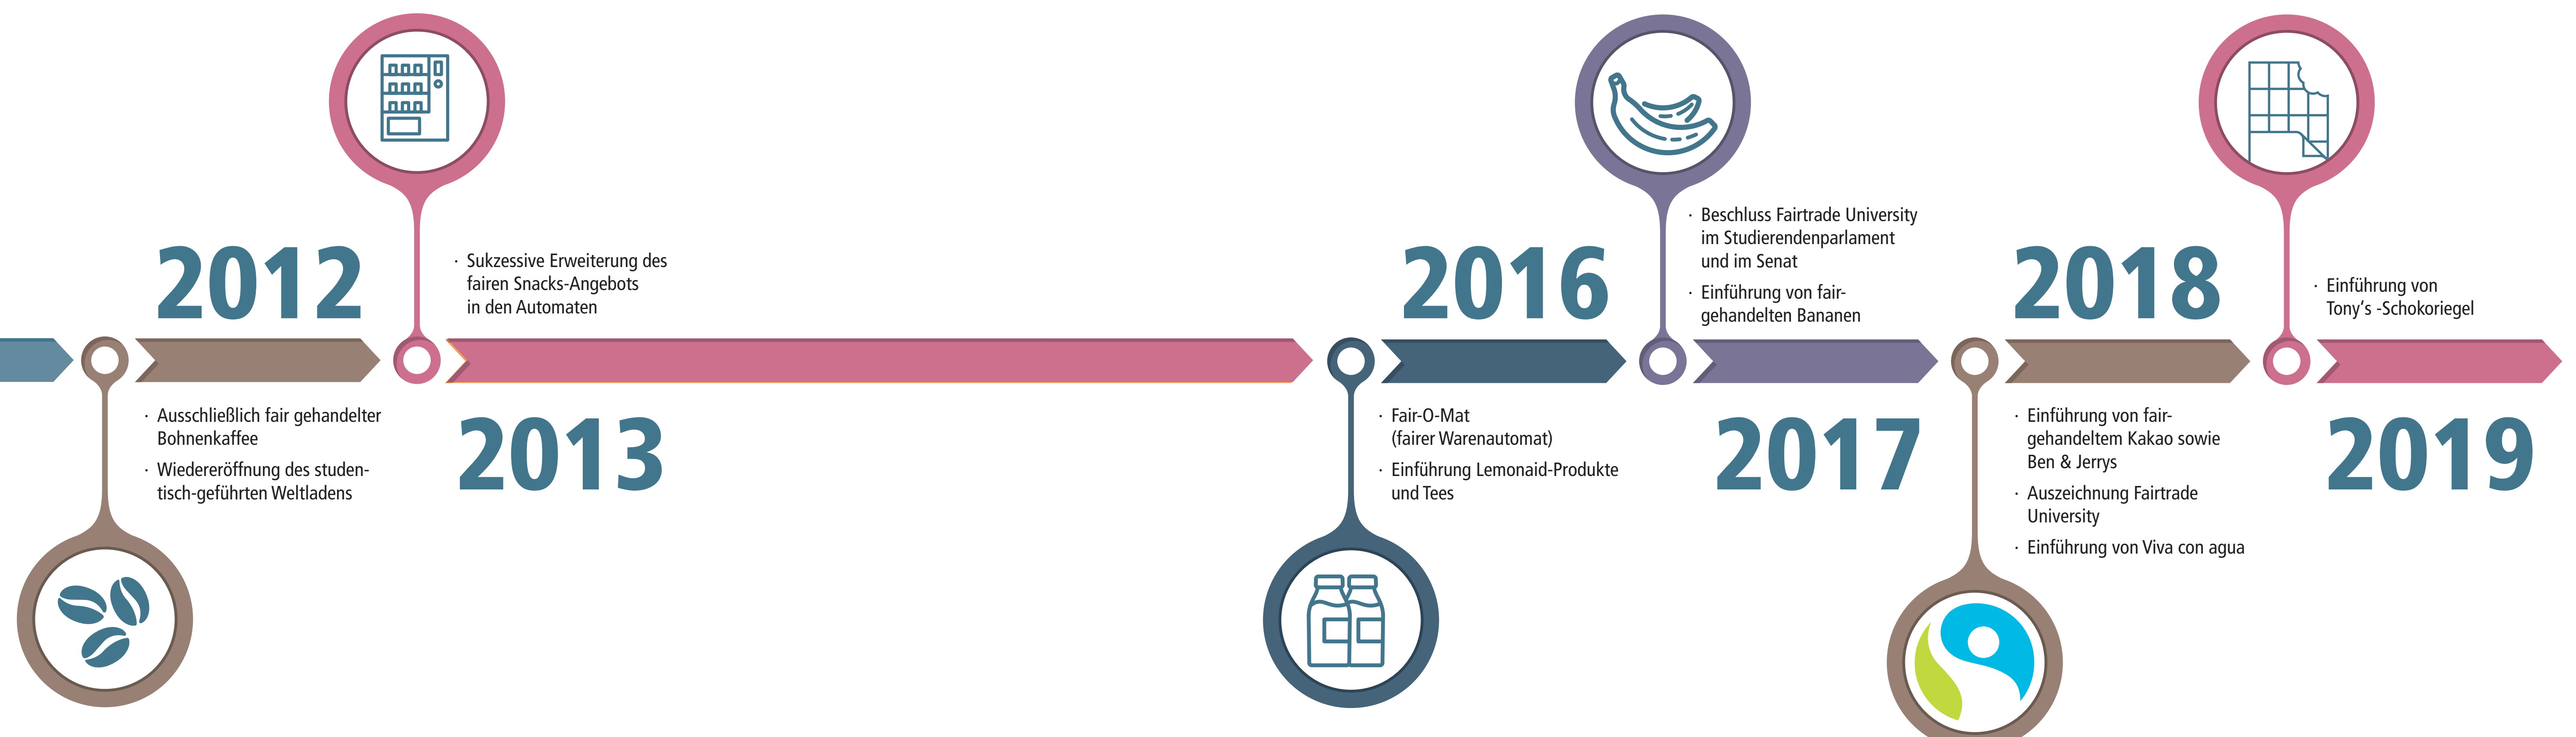 2012
· Ausschließlich fair gehandelter
Bohnenkaffee
· Wiedereröffnung des studen-
tisch-geführten Weltladens
· Sukzessive Erweiterung des
fairen Snacks-Angebots
in den Automaten
2013
2016
· Fair-O-Mat
(fairer Warenautomat)
· Einführung Lemonaid-Produkte
und Tees
· Beschluss Fairtrade University
im Studierendenparlament
und im Senat
· Einführung von fair-
gehandelten Bananen
2017
2018
· Einführung von fair-
gehandeltem Kakao sowie
Ben & Jerrys
· Auszeichnung Fairtrade
University
· Einführung von Viva con agua
· Einführung von
Tony‘s -Schokoriegel
2019